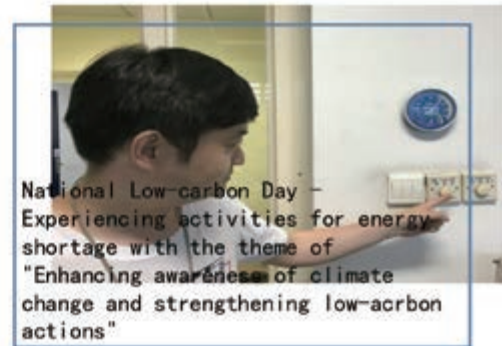 National Low-carbon Day -
Experiencing activities for energy
shortage with the theme of
"Enhancing awareness of climate
change and strengthening low-acrbon
actions"